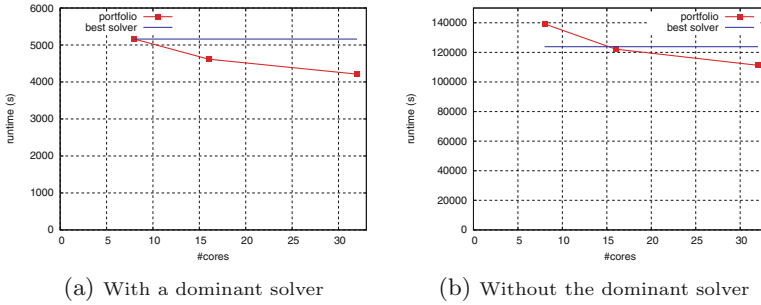 6000
5000
4000
3000
2000
1000
0
runtime (s)
portfolio
best solver
0 5 10 15 20 25 30
#cores
(a) With a dominant solver
140000
120000
100000
80000
60000
40000
20000
0
runtime (s)
portfolio
best solver
0 5 10 15 20 25 30
#cores
(b) Without the dominant solver